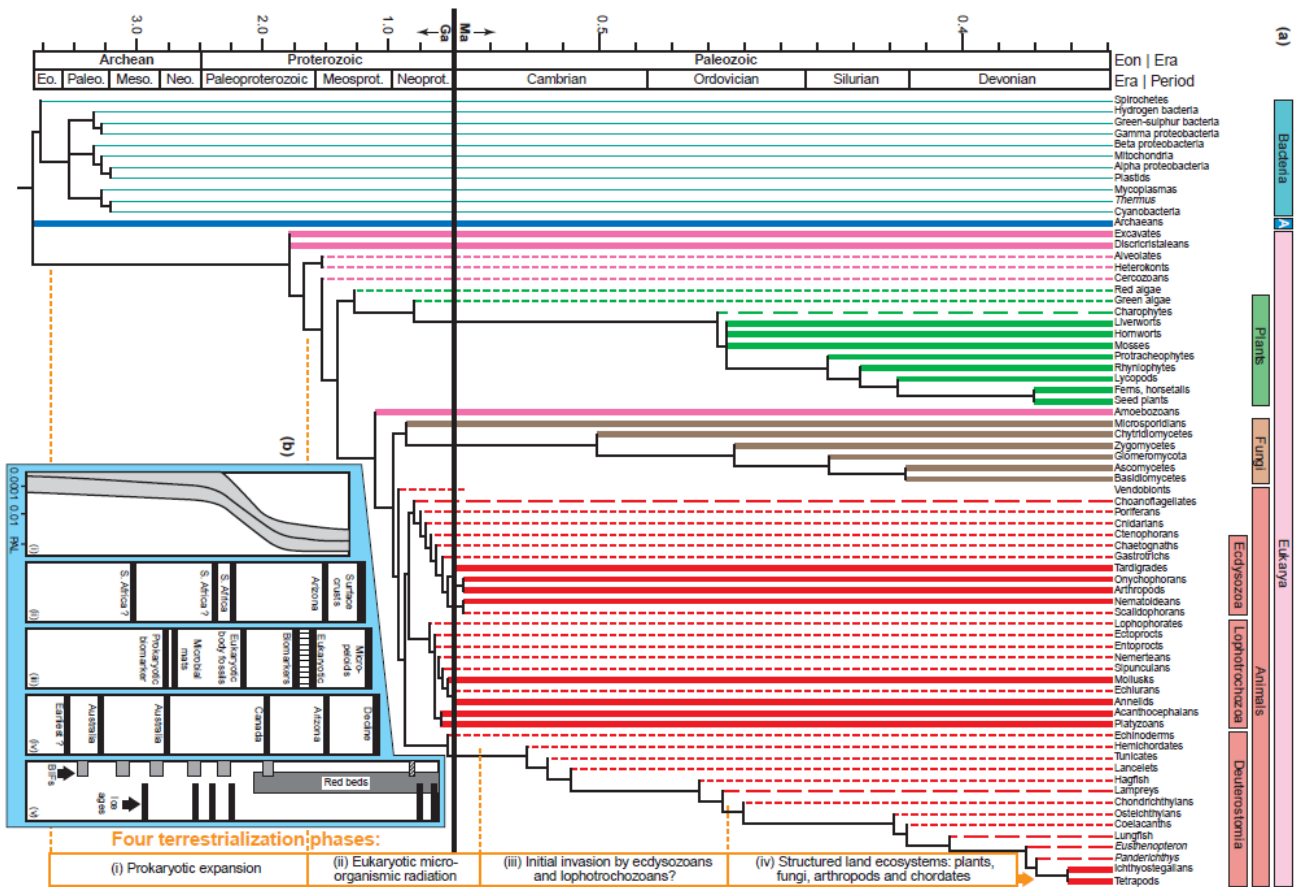 (a)
3.0
2.0
1.0
Ga
Ma
0.5
0.4
Archean
Proterozoic
Paleozoic
Eon | Era
Eo.
Paleo.
Meso.
Neo.
Paleoproterozoic
Meosprot.
Neoprot.
Cambrian
Ordovician
Silurian
Devonian
Era | Period
Spirochetes
Hydrogen bacteria
Green-sulphur bacteria
Gamma proteobacteria
Beta proteobacteria
Mitochondria
Alpha proteobacteria
Plastids
Mycoplasmas
Thermus
Cyanobacteria
Archaeans
Excavates
Discricristaleans
Alveolates
Heterokonts
Cercozoans
Red algae
Green algae
Charophytes
Liverworts
Hornworts
Mosses
Protracheophytes
Rhyniophytes
Lycopods
Ferns, horsetails
Seed plants
Amoebozoans
Microsporidians
Chytridiomycetes
Zygomycetes
Glomeromycota
Ascomycetes
Basidiomycetes
Vendobionts
Choanoflagellates
Poriferans
Cnidarians
Ctenophorans
Chaetognaths
Gastrotrichs
Tardigrades
Onychophorans
Arthropods
Nematoideans
Scalidophorans
Lophophorates
Ectoprocts
Entoprocts
Nemerteans
Sipunculans
Mollusks
Echiurans
Annelids
Acanthocephalans
Platyzoans
Echinoderms
Hemichordates
Tunicates
Lancelets
Hagfish
Lampreys
Chondrichthyians
Osteichthyians
Coelacanths
Lungfish
Eusthenopteron
Panderichthys
Ichthyostegalians
Tetrapods
Bacteria
A
Eukarya
Plants
Fungi
Animals
Ecdysozoa
Lophotrochozoa
Deuterostomia
(b)
0.0001 0.01 PAL
(i)
S. Africa ?
S. Africa ?
S. Africa
Arizona
Surface
crusts
(ii)
Prokaryotic
biomarker
Microbial
mats
Eukaryotic
body fossils
Biomarkers
Eukaryotic
Micro-
peloids
(iii)
Earliest ?
Australia
Australia
Canada
Arizona
Decline
(iv)
BIFs
Ice
ages
Red beds
(v)
Four terrestrialization phases:
(i) Prokaryotic expansion
(ii) Eukaryotic micro-
organismic radiation
(iii) Initial invasion by ecdysozoans
and lophotrochozoans?
(iv) Structured land ecosystems: plants,
fungi, arthropods and chordates